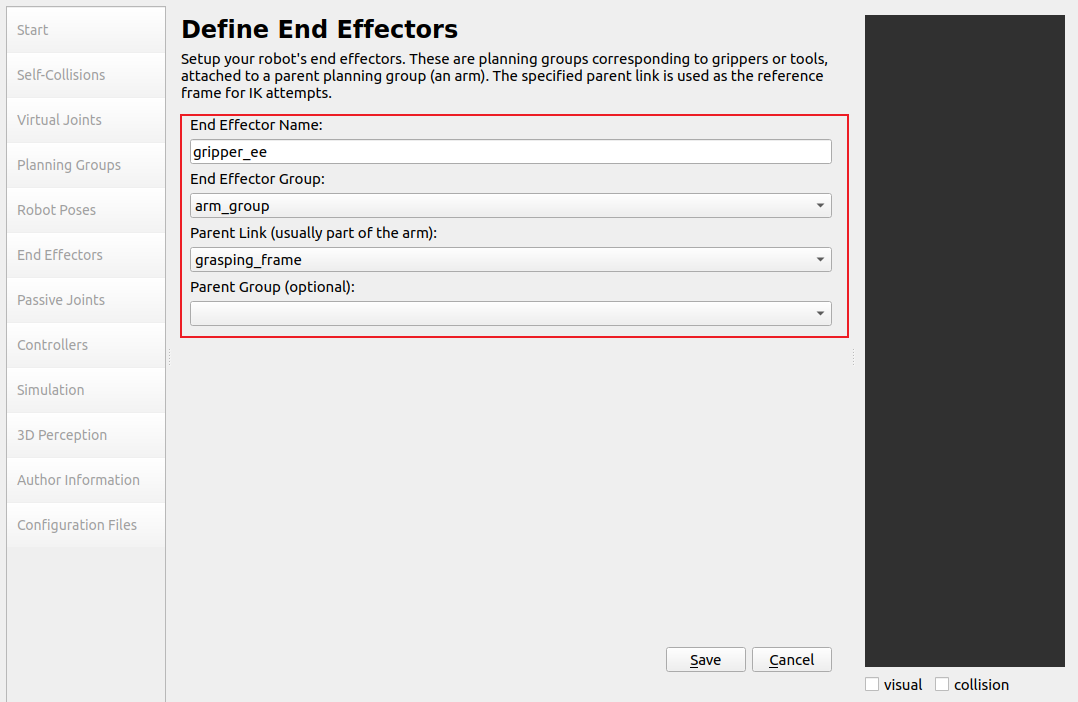 Start
Self-Collisions
Virtual Joints
Planning Groups
Robot Poses
End Effectors
Passive Joints
Controllers
Simulation
3D Perception
Author Information
Configuration Files
Define End Effectors
Setup your robot's end effectors. These are planning groups corresponding to grippers or tools,
attached to a parent planning group (an arm). The specified parent link is used as the reference
frame for IK attempts.
End Effector Name:
gripper_ee
End Effector Group:
arm_group
Parent Link (usually part of the arm):
grasping_frame
Parent Group (optional):
Save
Cancel
visual
collision